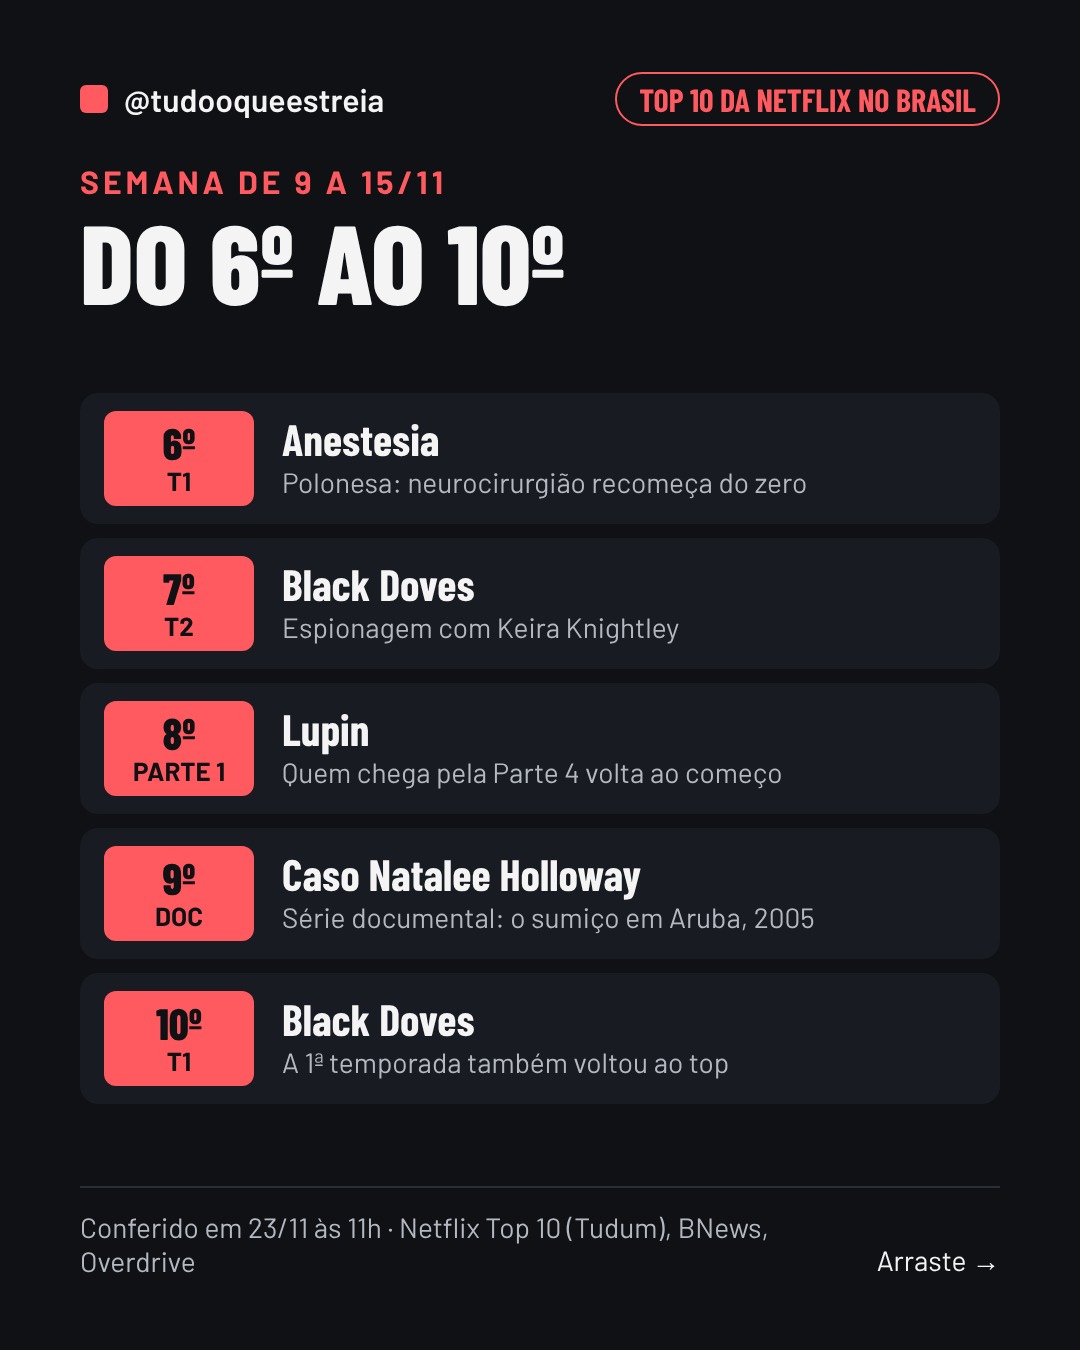 @tudooqueestreia
TOP 10 DA NETFLIX NO BRASIL
SEMANA DE 9 A 15/11
DO 6º AO 10º
6º
T1
Anestesia
Polonesa: neurocirurgião recomeça do zero
7º
T2
Black Doves
Espionagem com Keira Knightley
8º
PARTE 1
Lupin
Quem chega pela Parte 4 volta ao começo
9º
DOC
Caso Natalee Holloway
Série documental: o sumiço em Aruba, 2005
10º
T1
Black Doves
A 1ª temporada também voltou ao top
Conferido em 23/11 às 11h · Netflix Top 10 (Tudum), BNews,
Overdrive
Arraste →